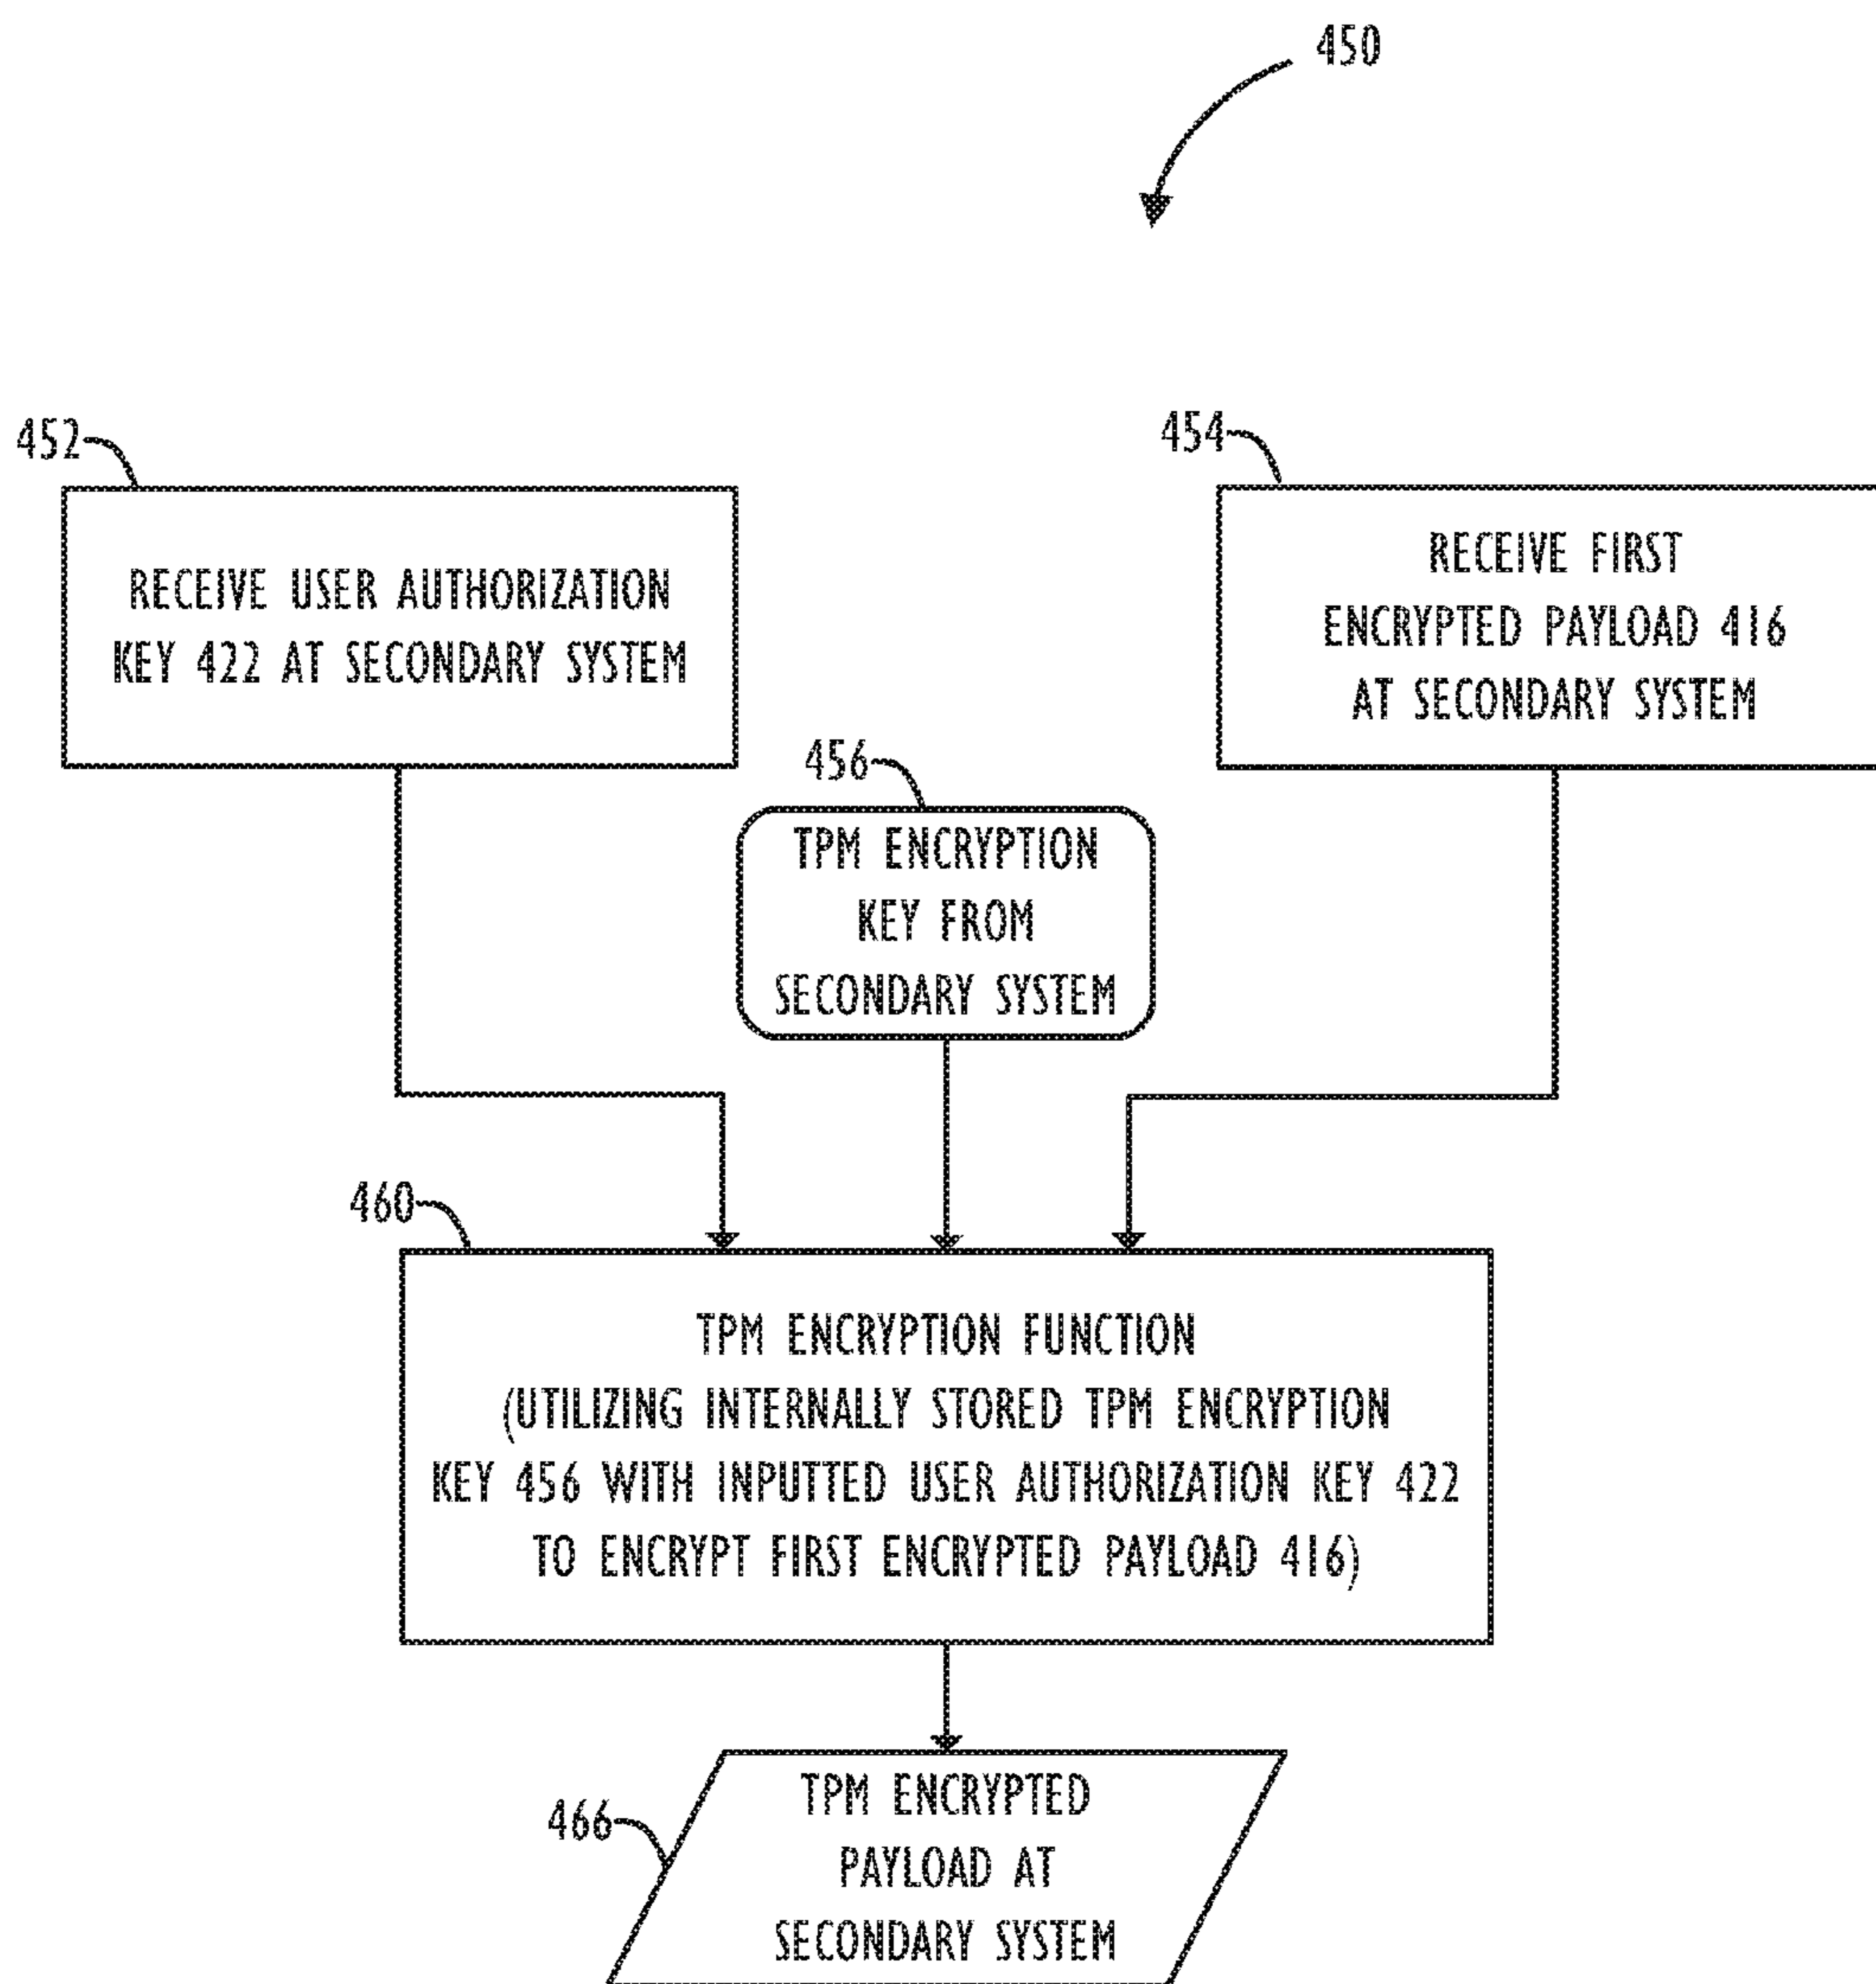 450
452
454
RECEIVE USER AUTHORIZATION
KEY 422 AT SECONDARY SYSTEM
RECEIVE FIRST
ENCRYPTED PAYLOAD 416
AT SECONDARY SYSTEM
456
TPM ENCRYPTION
KEY FROM
SECONDARY SYSTEM
460
TPM ENCRYPTION FUNCTION
(UTILIZING INTERNALLY STORED TPM ENCRYPTION
KEY 456 WITH INPUTTED USER AUTHORIZATION KEY 422
TO ENCRYPT FIRST ENCRYPTED PAYLOAD 416)
466
TPM ENCRYPTED
PAYLOAD AT
SECONDARY SYSTEM